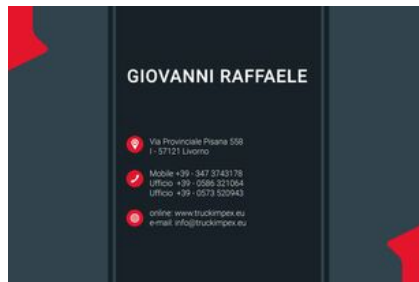 GIOVANNI RAFFAELE
Via Provinciale Pisana 558
I - 57121 Livorno
Mobile +39 - 347 3743178
Ufficio +39 - 0586 321064
Ufficio +39 - 0573 520943
online: www.truckimpex.eu
e-mail: info@truckimpex.eu